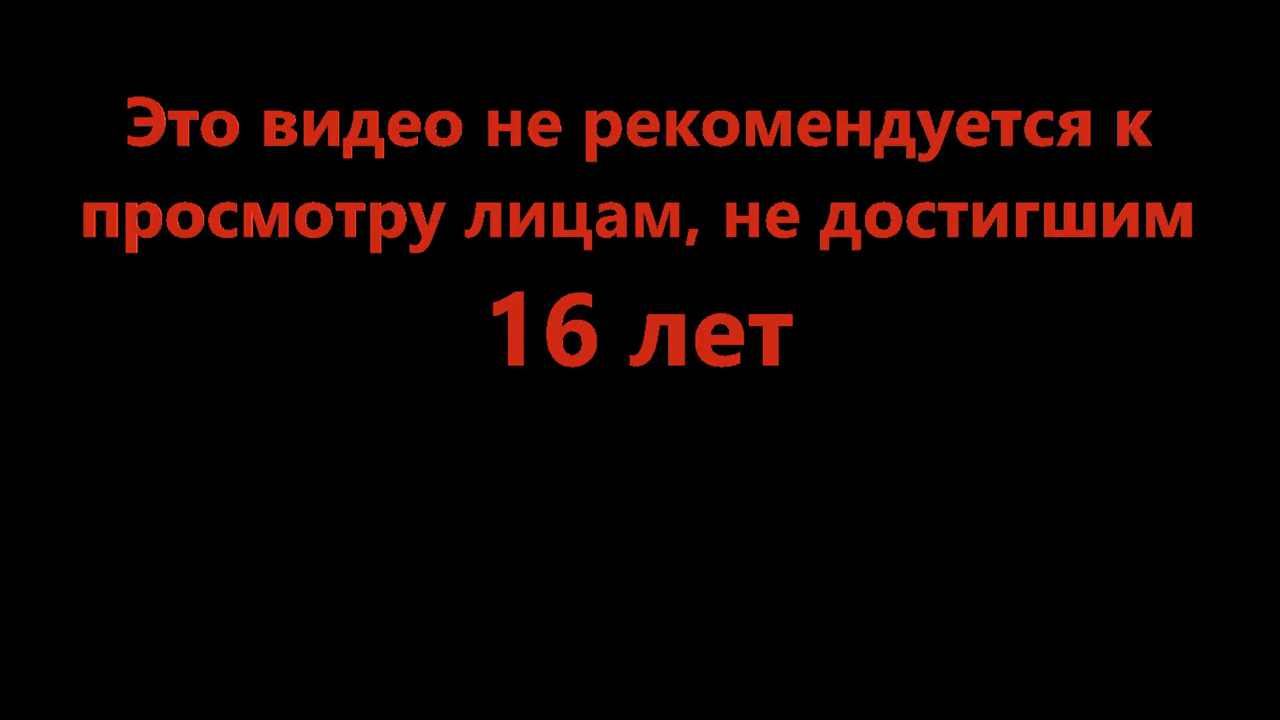 Это видео не рекомендуется к
просмотру лицам, не достигшим
16 лет